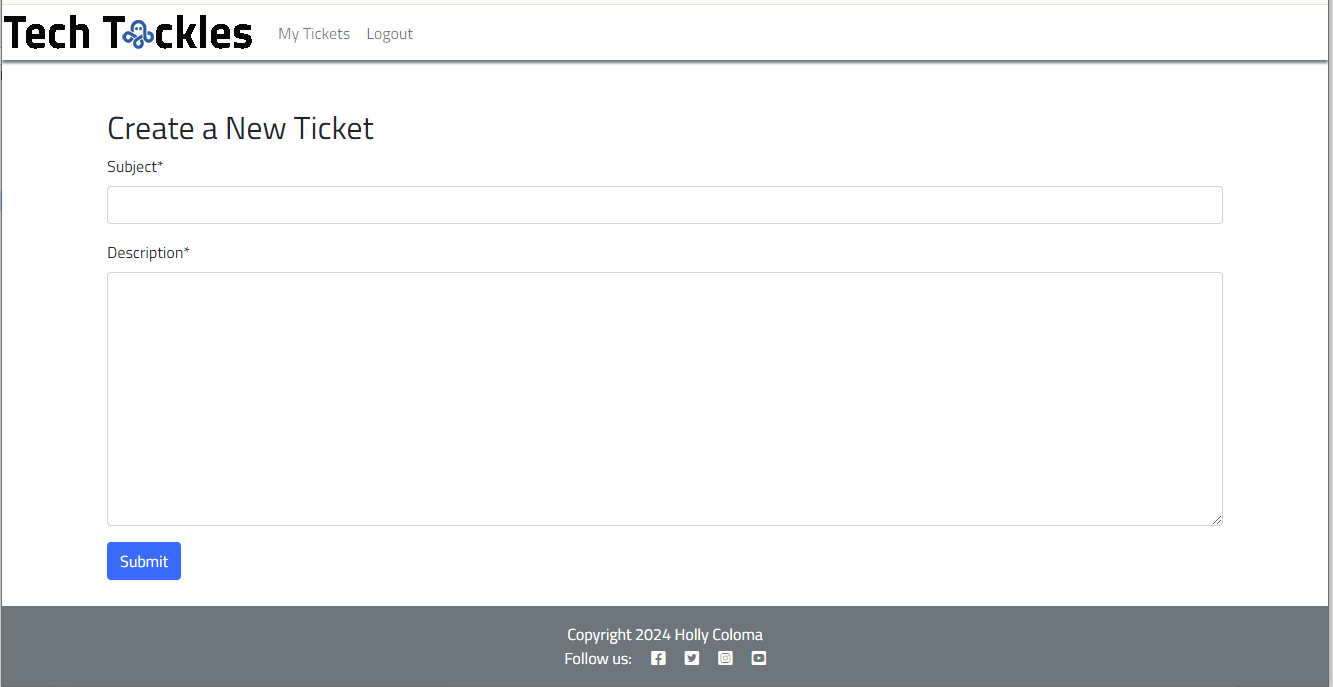 Tech Tackles
My Tickets Logout
Create a New Ticket
Subject*
Description*
Submit
Copyright 2024 Holly Coloma
Follow us: